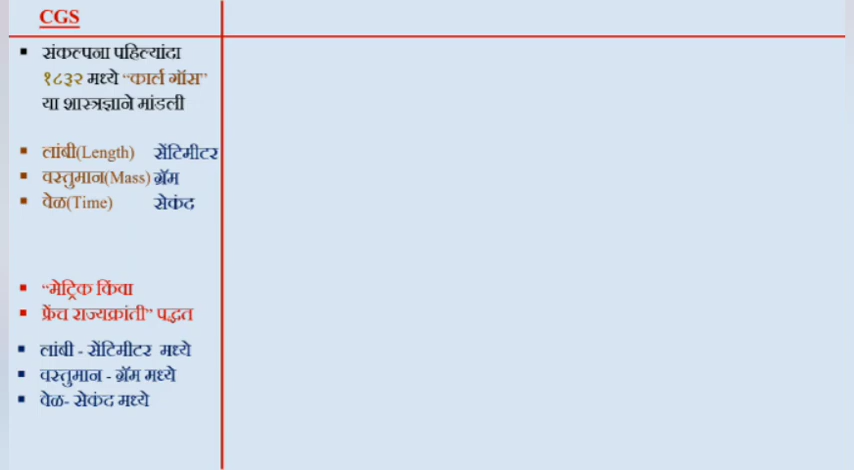 CGS
संकल्पना पहिल्यांदा
१८३२ मध्ये “कार्ल गॉस”
या शास्त्रज्ञाने मांडली
लांबी(Length) सेंटिमीटर
वस्तुमान(Mass) ग्रॅम
वेळ(Time) सेकंद
“मेट्रिक किंवा
फ्रेंच राज्यक्रांती” पद्धत
लांबी - सेंटिमीटर मध्ये
वस्तुमान - ग्रॅम मध्ये
वेळ- सेकंद मध्ये